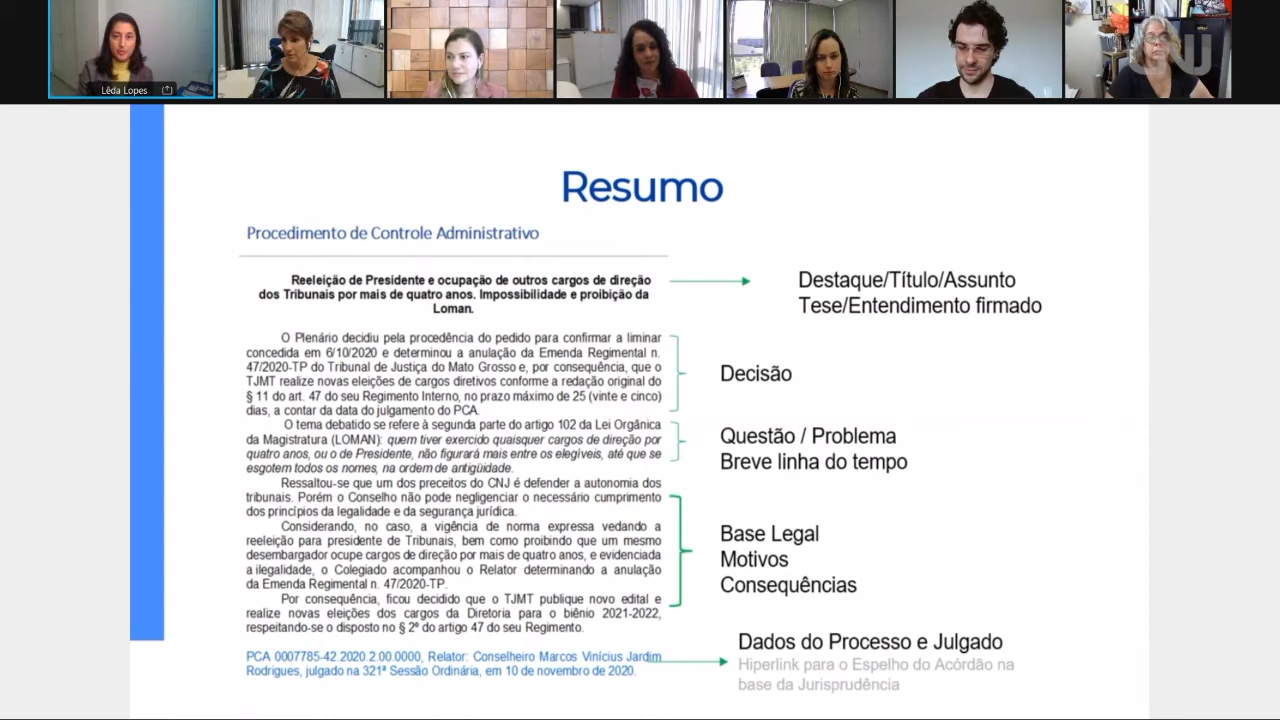 Lêda Lopes
CNJ
Resumo
Procedimento de Controle Administrativo
Reeleição de Presidente e ocupação de outros cargos de direção
dos Tribunais por mais de quatro anos. Impossibilidade e proibição da
Loman.
Destaque/Título/Assunto
Tese/Entendimento firmado
O Plenário decidiu pela procedência do pedido para confirmar a liminar
concedida em 6/10/2020 e determinou a anulação da Emenda Regimental n.
47/2020-TP do Tribunal de Justiça do Mato Grosso e, por consequência, que o
TJMT realize novas eleições de cargos diretivos conforme a redação original do
§ 11 do art. 47 do seu Regimento Interno, no prazo máximo de 25 (vinte e cinco)
dias, a contar da data do julgamento do PCA.
Decisão
O tema debatido se refere à segunda parte do artigo 102 da Lei Orgânica
da Magistratura (LOMAN): quem tiver exercido quaisquer cargos de direção por
quatro anos, ou o de Presidente, não figurará mais entre os elegíveis, até que se
esgotem todos os nomes, na ordem de antigüidade.
Questão / Problema
Breve linha do tempo
Ressaltou-se que um dos preceitos do CNJ é defender a autonomia dos
tribunais. Porém o Conselho não pode negligenciar o necessário cumprimento
dos princípios da legalidade e da segurança jurídica.
Considerando, no caso, a vigência de norma expressa vedando a
reeleição para presidente de Tribunais, bem como proibindo que um mesmo
desembargador ocupe cargos de direção por mais de quatro anos, e evidenciada
a ilegalidade, o Colegiado acompanhou o Relator determinando a anulação
da Emenda Regimental n. 47/2020-TP.
Por consequência, ficou decidido que o TJMT publique novo edital e
realize novas eleições dos cargos da Diretoria para o biênio 2021-2022,
respeitando-se o disposto no § 2º do artigo 47 do seu Regimento.
Base Legal
Motivos
Consequências
PCA 0007785-42.2020.2.00.0000, Relator: Conselheiro Marcos Vinícius Jardim
Rodrigues, julgado na 321ª Sessão Ordinária, em 10 de novembro de 2020.
Dados do Processo e Julgado
Hiperlink para o Espelho do Acórdão na
base da Jurisprudência